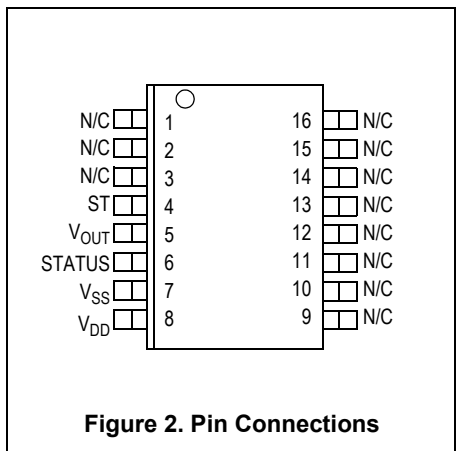 N/C 1 16 N/C
N/C 2 15 N/C
N/C 3 14 N/C
ST 4 13 N/C
VOUT 5 12 N/C
STATUS 6 11 N/C
VSS 7 10 N/C
VDD 8 9 N/C
Figure 2. Pin Connections